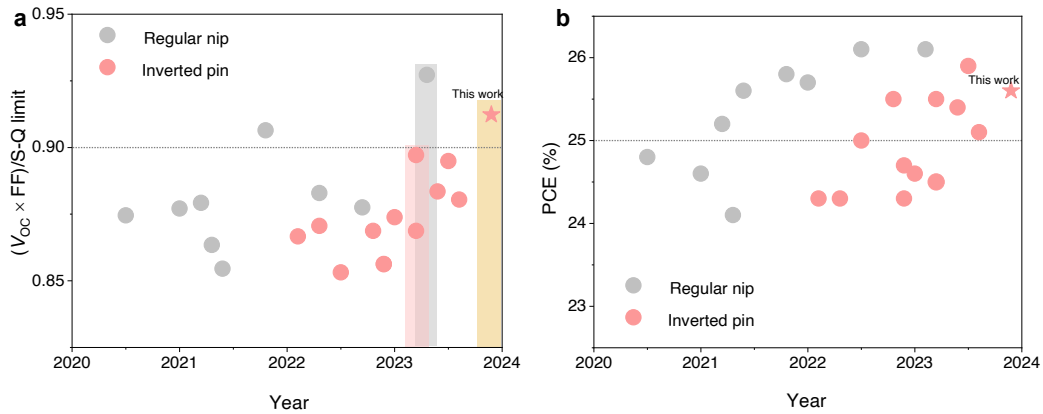 a
0.95
0.90
0.85
(VOC × FF)/S-Q limit
Regular nip
Inverted pin
This work
2020
2021
2022
2023
2024
Year
b
26
25
24
23
PCE (%)
This work
Regular nip
Inverted pin
2020
2021
2022
2023
2024
Year